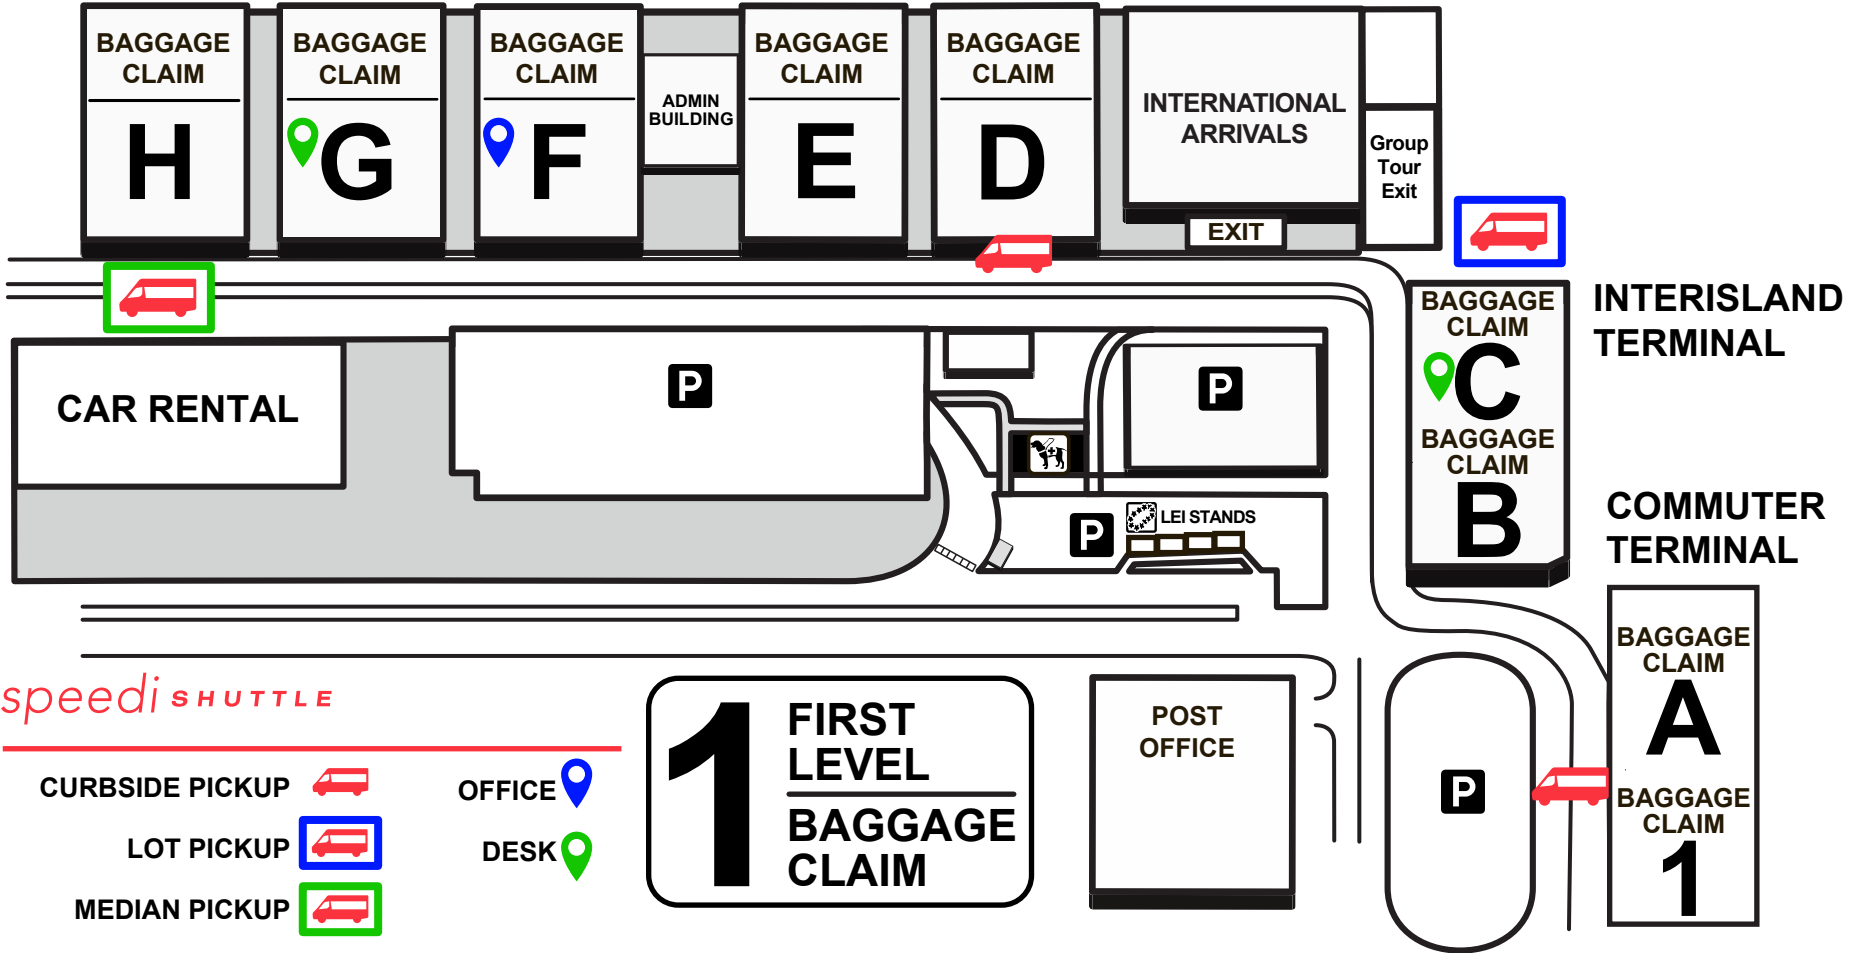 BAGGAGE
CLAIM
H
BAGGAGE
CLAIM
G
BAGGAGE
CLAIM
F
ADMIN
BUILDING
BAGGAGE
CLAIM
E
BAGGAGE
CLAIM
D
INTERNATIONAL
ARRIVALS
EXIT
Group
Tour
Exit
BAGGAGE
CLAIM
C
BAGGAGE
CLAIM
B
INTERISLAND
TERMINAL
CAR RENTAL
P
P
P
LEI STANDS
COMMUTER
TERMINAL
BAGGAGE
CLAIM
A
BAGGAGE
CLAIM
1
P
POST
OFFICE
speedi SHUTTLE
CURBSIDE PICKUP
LOT PICKUP
MEDIAN PICKUP
OFFICE
DESK
1
FIRST
LEVEL
BAGGAGE
CLAIM